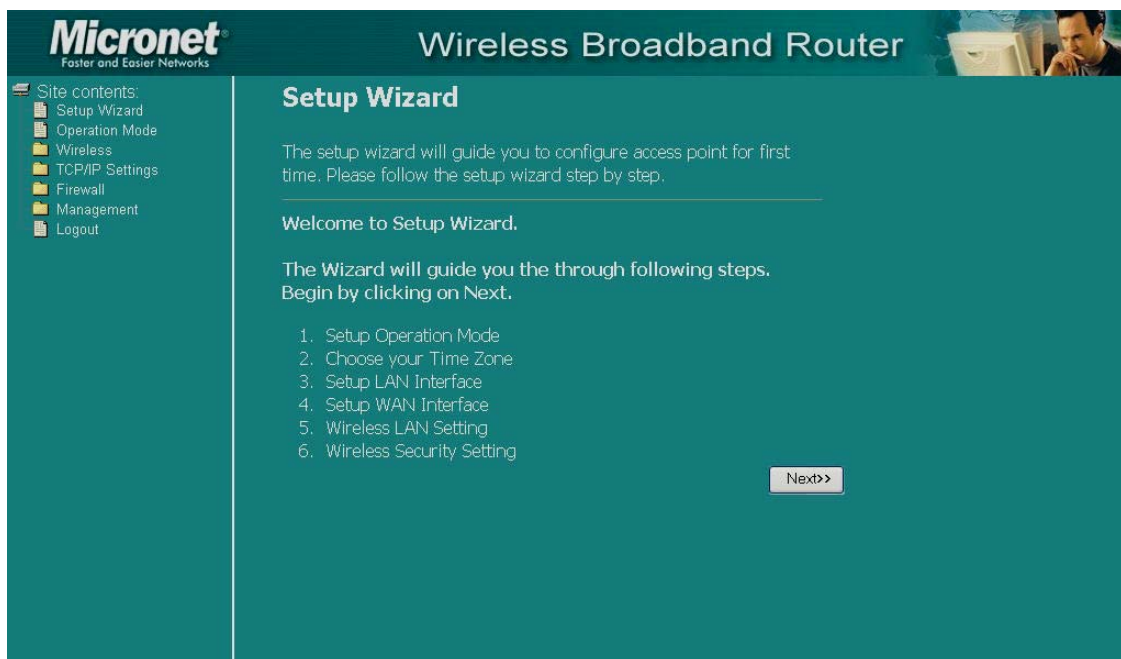 Micronet®
Faster and Easier Networks
Wireless Broadband Router
Site contents:
Setup Wizard
Operation Mode
Wireless
TCP/IP Settings
Firewall
Management
Logout
Setup Wizard
The setup wizard will guide you to configure access point for first
time. Please follow the setup wizard step by step.
Welcome to Setup Wizard.
The Wizard will guide you the through following steps.
Begin by clicking on Next.
1. Setup Operation Mode
2. Choose your Time Zone
3. Setup LAN Interface
4. Setup WAN Interface
5. Wireless LAN Setting
6. Wireless Security Setting
Next>>